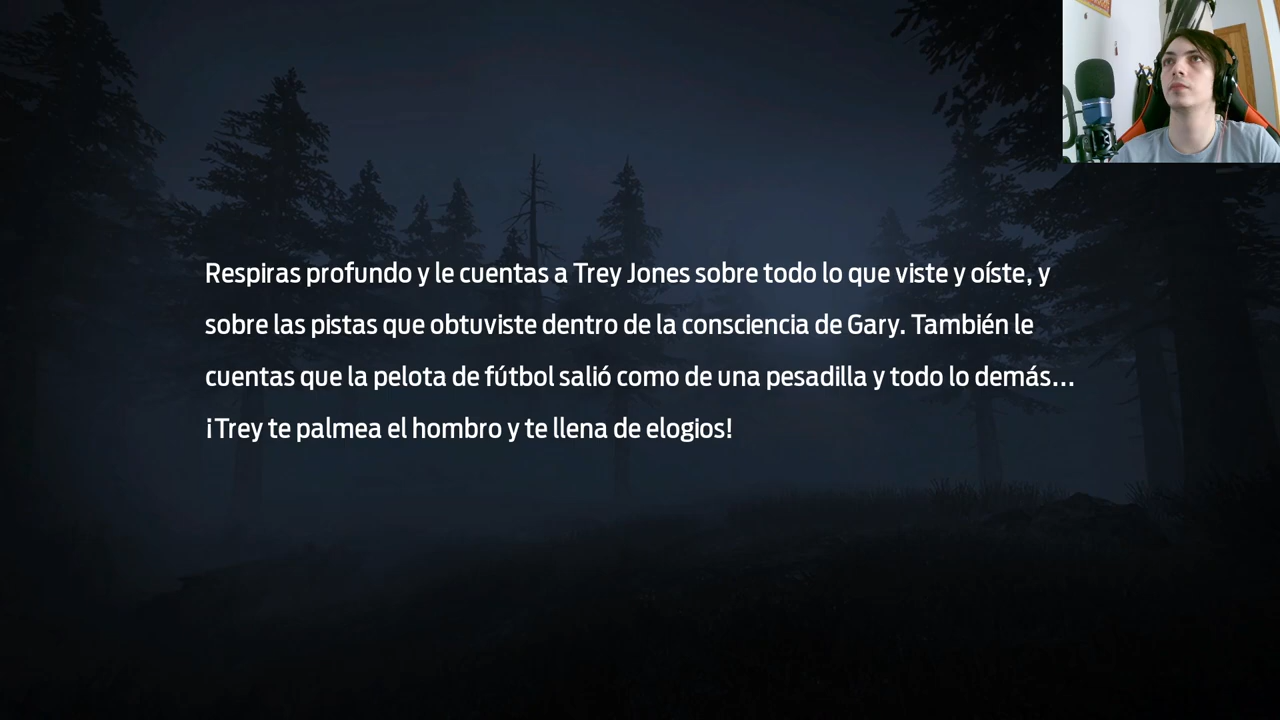 Respiras profundo y le cuentas a Trey Jones sobre todo lo que viste y oíste, y
sobre las pistas que obtuviste dentro de la consciencia de Gary. También le
cuentas que la pelota de fútbol salió como de una pesadilla y todo lo demás...
¡Trey te palmea el hombro y te llena de elogios!